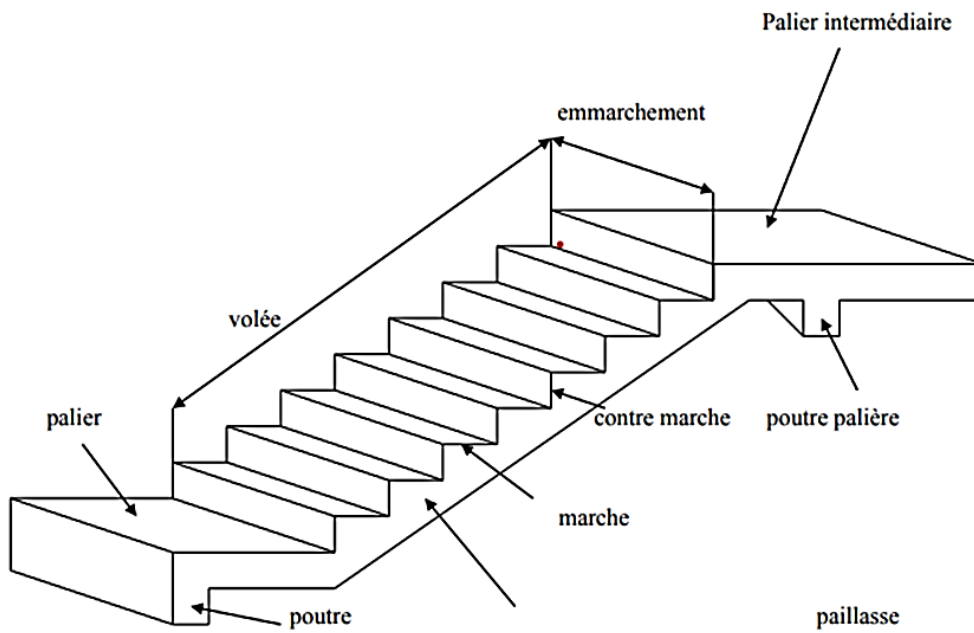 Palier intermédiaire
emmarchement
volée
palier
contre marche
poutre palière
marche
poutre
paillasse